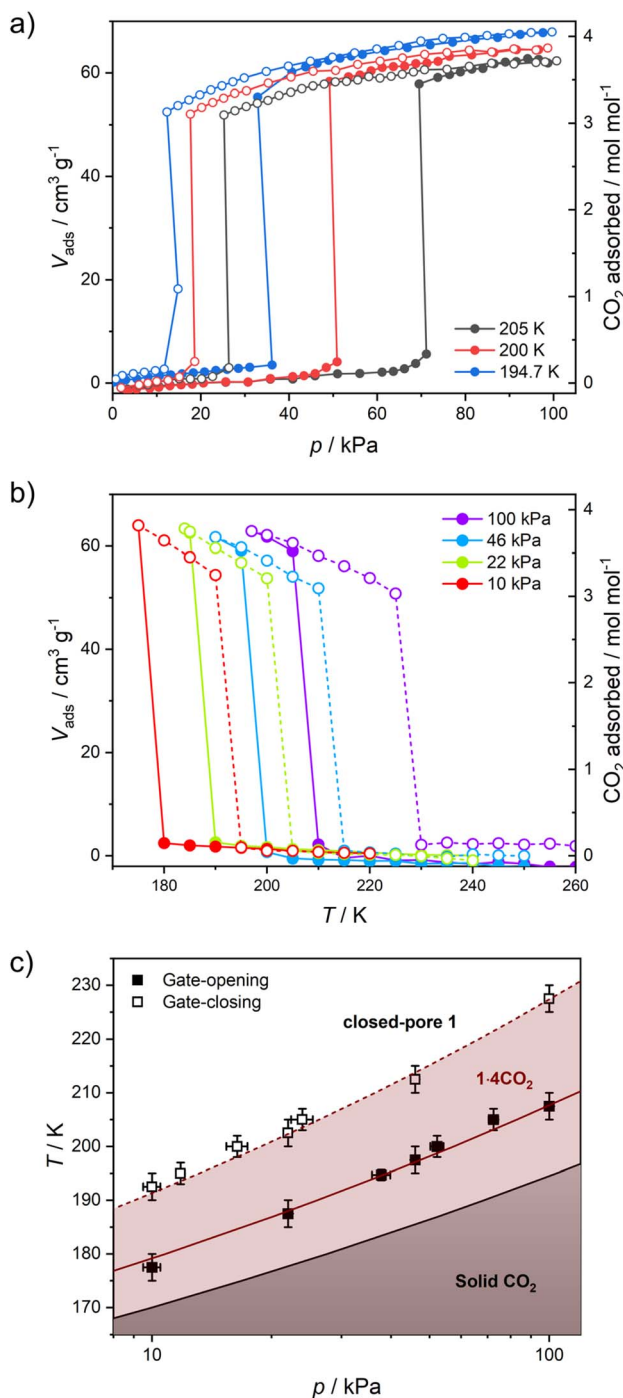 a)
60
40
20
0
V_ads / cm³ g⁻¹
4
3
2
1
0
CO₂ adsorbed / mol mol⁻¹
205 K
200 K
194.7 K
0 20 40 60 80 100
p / kPa
b)
60
40
20
0
V_ads / cm³ g⁻¹
4
3
2
1
0
CO₂ adsorbed / mol mol⁻¹
100 kPa
46 kPa
22 kPa
10 kPa
180 200 220 240 260
T / K
c)
230
220
210
200
190
180
170
T / K
Gate-opening
Gate-closing
closed-pore 1
1·4CO₂
Solid CO₂
10 100
p / kPa